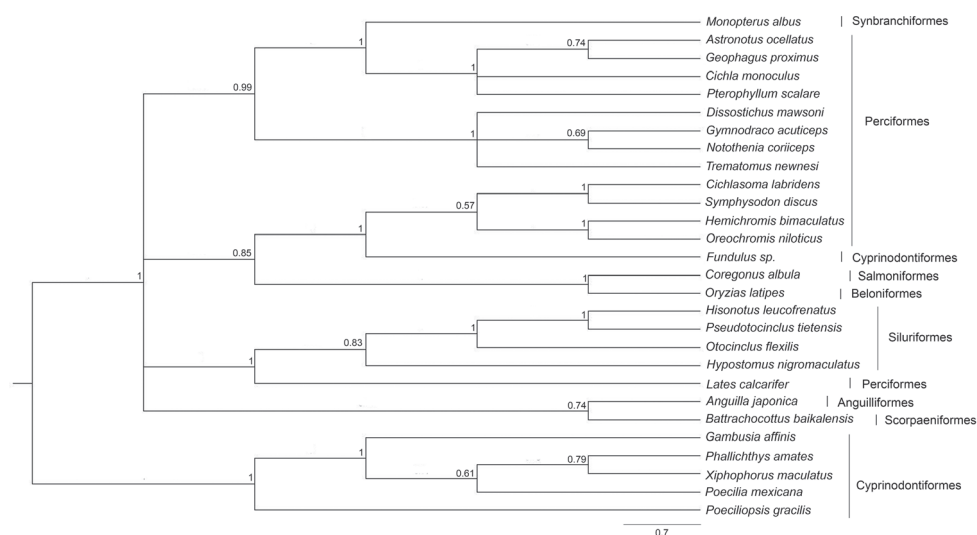 1 Monopterus albus | Synbranchiformes
0.74 Astronotus ocellatus
Geophagus proximus
1 Cichla monoculus
0.99 Pterophyllum scalare
Dissostichus mawsoni
Perciformes
1 0.69 Gymnodraco acuticeps
Notothenia coriiceps
Trematomus newnesi
1 Cichlasoma labridens
0.57 Symphysodon discus
1 1 Hemichromis bimaculatus
Oreochromis niloticus
0.85 Fundulus sp. | Cyprinodontiformes
1 1 Coregonus albula | Salmoniformes
Oryzias latipes | Beloniformes
1 Hisonotus leucofrenatus
1 Pseudotocinclus tietensis
Siluriformes
0.83 Otocinclus flexilis
1 Hypostomus nigromaculatus
Lates calcarifer | Perciformes
0.74 Anguilla japonica | Anguilliformes
Battrachocottus baikalensis | Scorpaeniformes
1 Gambusia affinis
0.79 Phallichthys amates
1 0.61 Xiphophorus maculatus
Cyprinodontiformes
Poecilia mexicana
Poeciliopsis gracilis
0.7